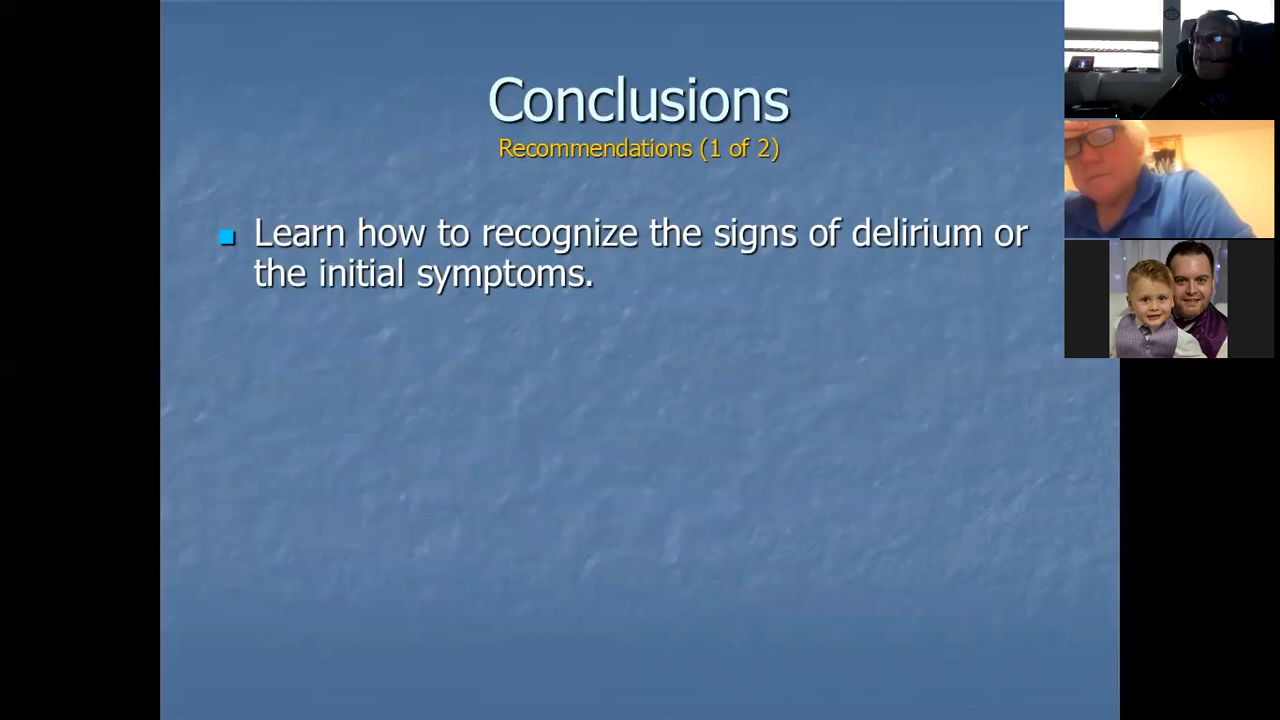 Conclusions
Recommendations (1 of 2)
Learn how to recognize the signs of delirium or
the initial symptoms.